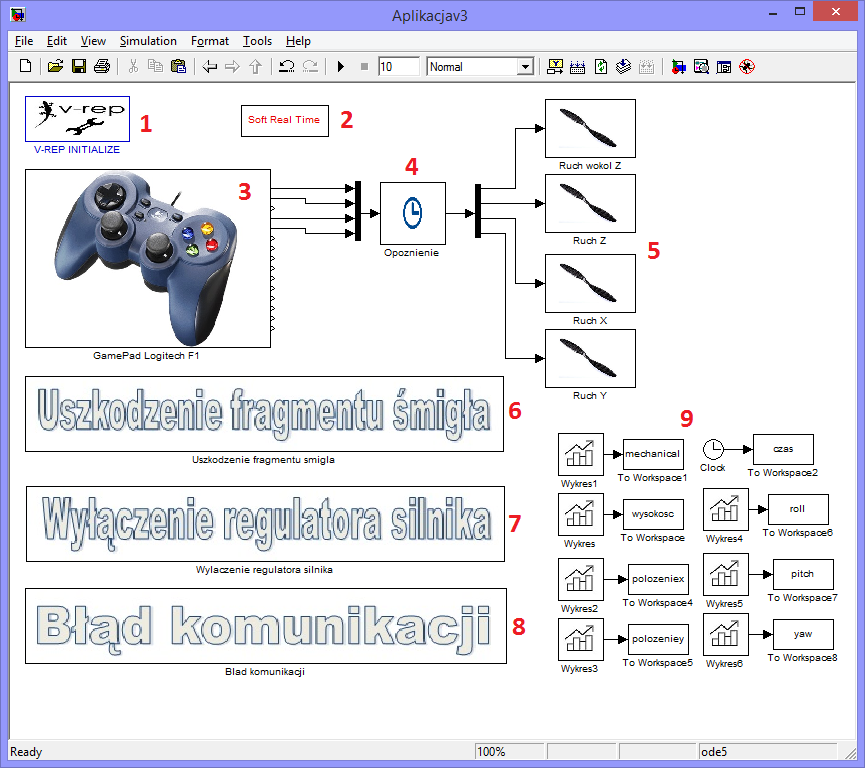 Aplikacjav3
File Edit View Simulation Format Tools Help
10 Normal
v-rep
1
V-REP INITIALIZE
Soft Real Time
2
3
GamePad Logitech F1
4
Opoznienie
Ruch wokol Z
Ruch Z
5
Ruch X
Ruch Y
Uszkodzenie fragmentu śmigła
6
Uszkodzenie fragmentu smigla
Wyłączenie regulatora silnika
7
Wylaczenie regulatora silnika
Błąd komunikacji
8
Blad komunikacji
9
Wykres1
mechanical
To Workspace1
Clock
czas
To Workspace2
Wykres
wysokosc
To Workspace
Wykres4
roll
To Workspace6
Wykres2
polozeniex
To Workspace4
Wykres5
pitch
To Workspace7
Wykres3
polozeniey
To Workspace5
Wykres6
yaw
To Workspace8
Ready 100% ode5